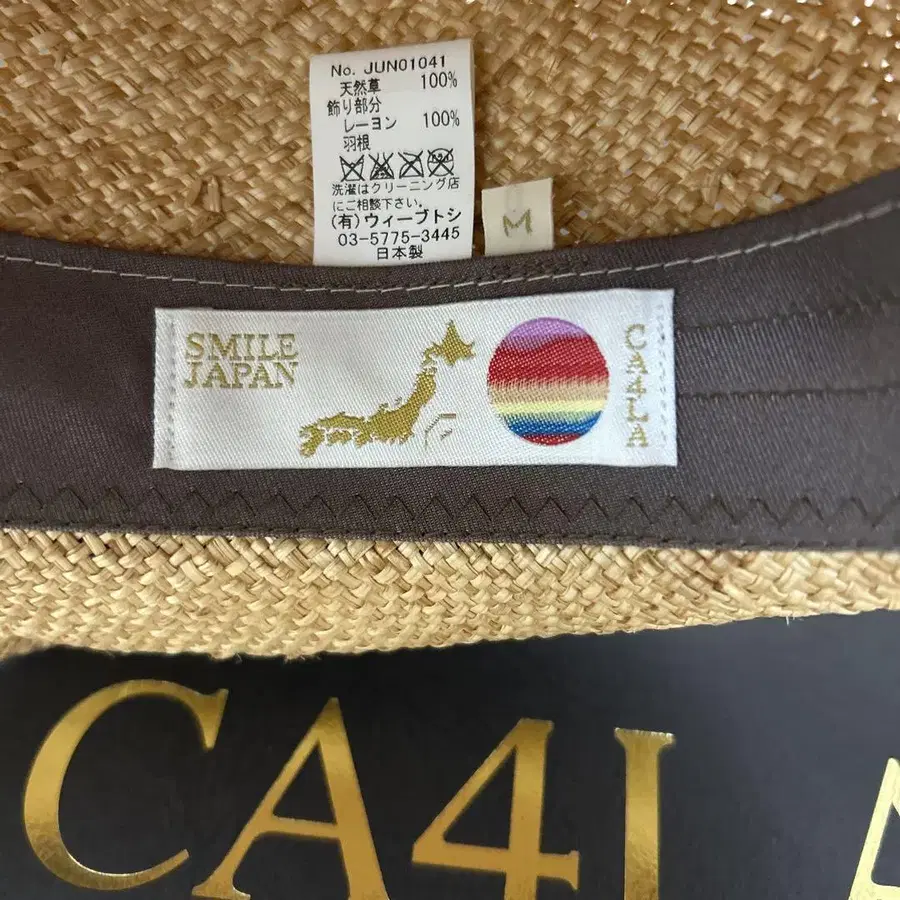 No. JUN01041
天然草 100%
飾り部分
レーヨン 100%
羽根
洗濯はクリーニング店
にご相談下さい。
(有)ウィーブトシ
03-5775-3445
日本製
M
SMILE
JAPAN
CA4LA
CA4LA